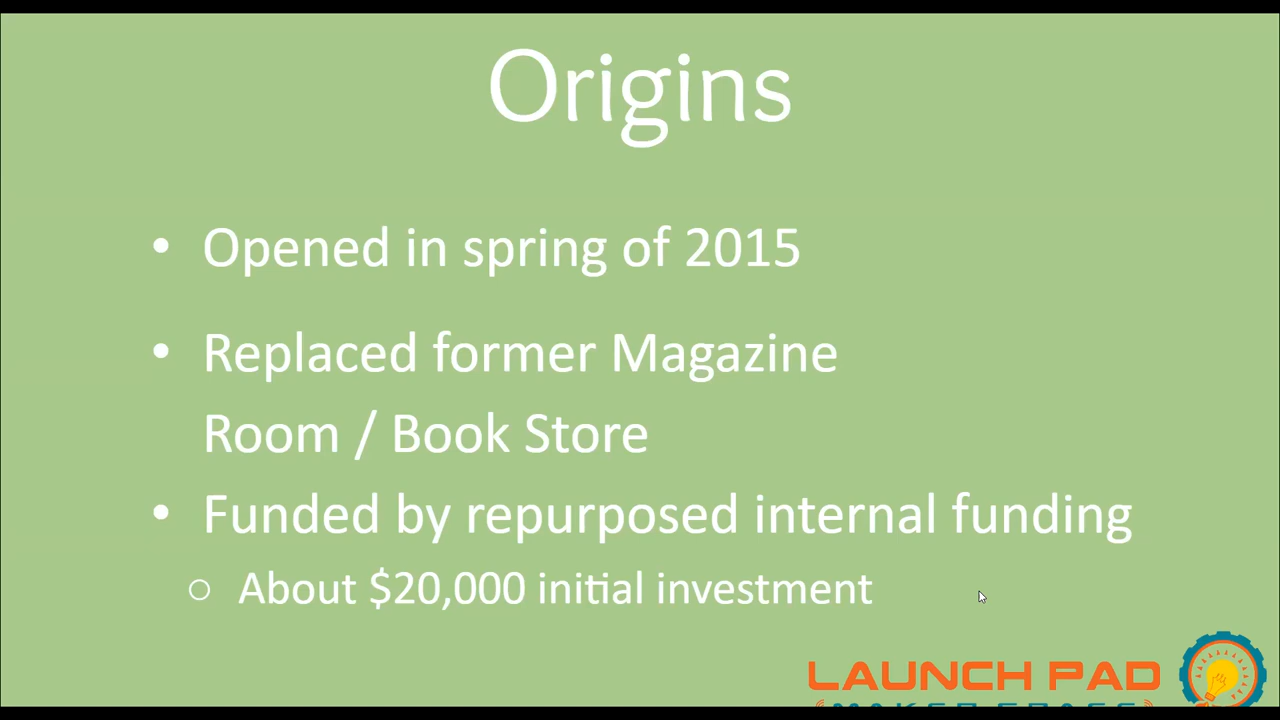 Origins
• Opened in spring of 2015
• Replaced former Magazine
Room / Book Store
• Funded by repurposed internal funding
○ About $20,000 initial investment
LAUNCH PAD